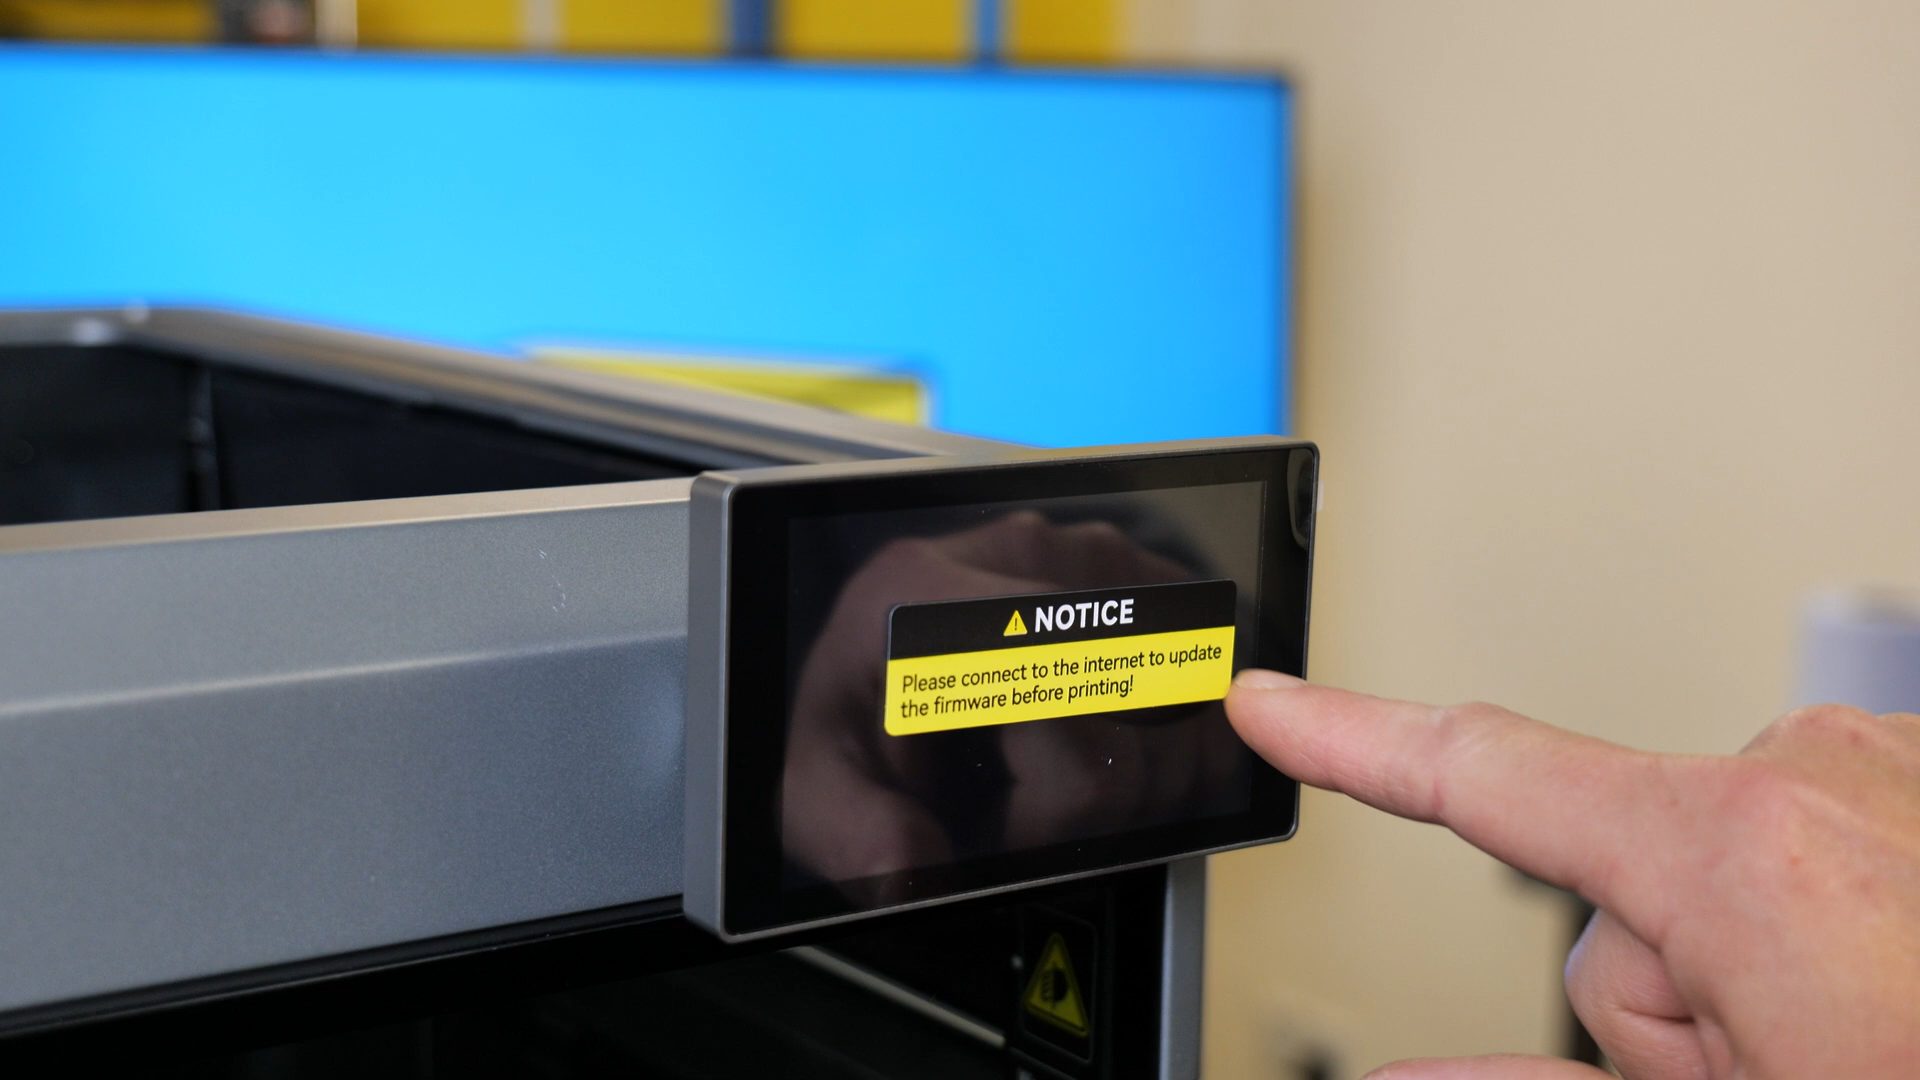 NOTICE
Please connect to the internet to update
the firmware before printing!